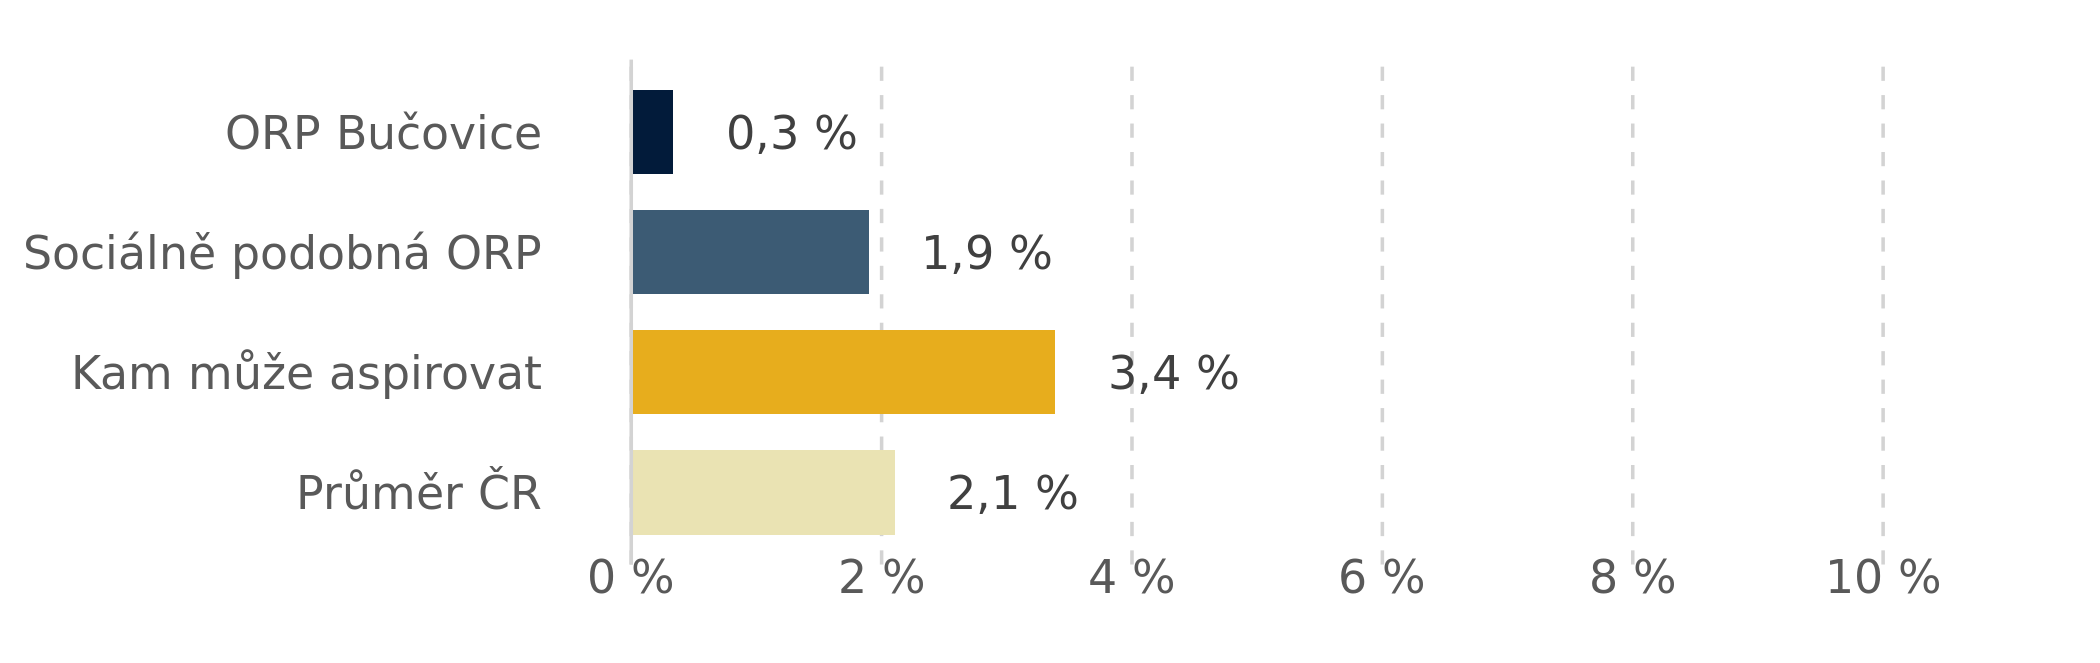 ORP Bučovice 0,3 %
Sociálně podobná ORP 1,9 %
Kam může aspirovat 3,4 %
Průměr ČR 2,1 %
0 % 2 % 4 % 6 % 8 % 10 %